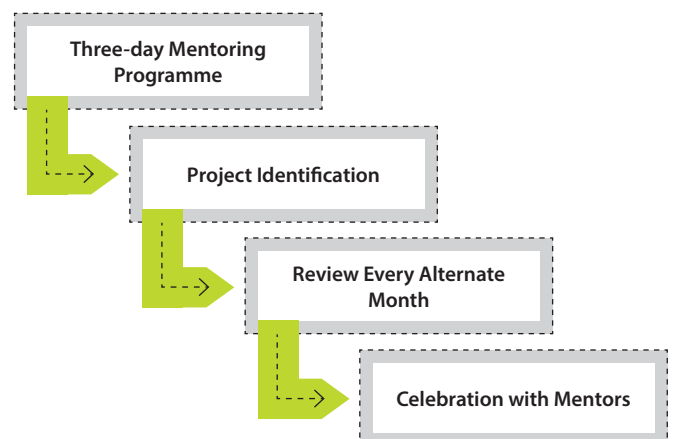 Three-day Mentoring
Programme
Project Identification
Review Every Alternate
Month
Celebration with Mentors